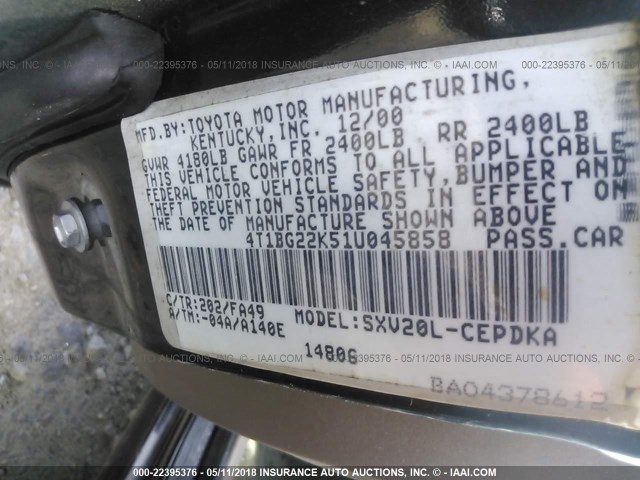 000-22395376 - 05/11/2018 INSURANCE AUTO AUCTIONS, INC. - © IAAI.COM
MFD.BY:TOYOTA MOTOR MANUFACTURING,
KENTUCKY,INC. 12/00
GVWR 4180LB GAWR FR 2400LB RR 2400LB
THIS VEHICLE CONFORMS TO ALL APPLICABLE
FEDERAL MOTOR VEHICLE SAFETY,BUMPER AND
THEFT PREVENTION STANDARDS IN EFFECT ON
THE DATE OF MANUFACTURE SHOWN ABOVE
4T1BG22K51U045858 PASS.CAR
C/TR:202/FA49 MODEL:SXV20L-CEPDKA
A/TM:-04A/A140E
14806
BA04378612
000-22395376 - 05/11/2018 INSURANCE AUTO AUCTIONS, INC. - © IAAI.COM